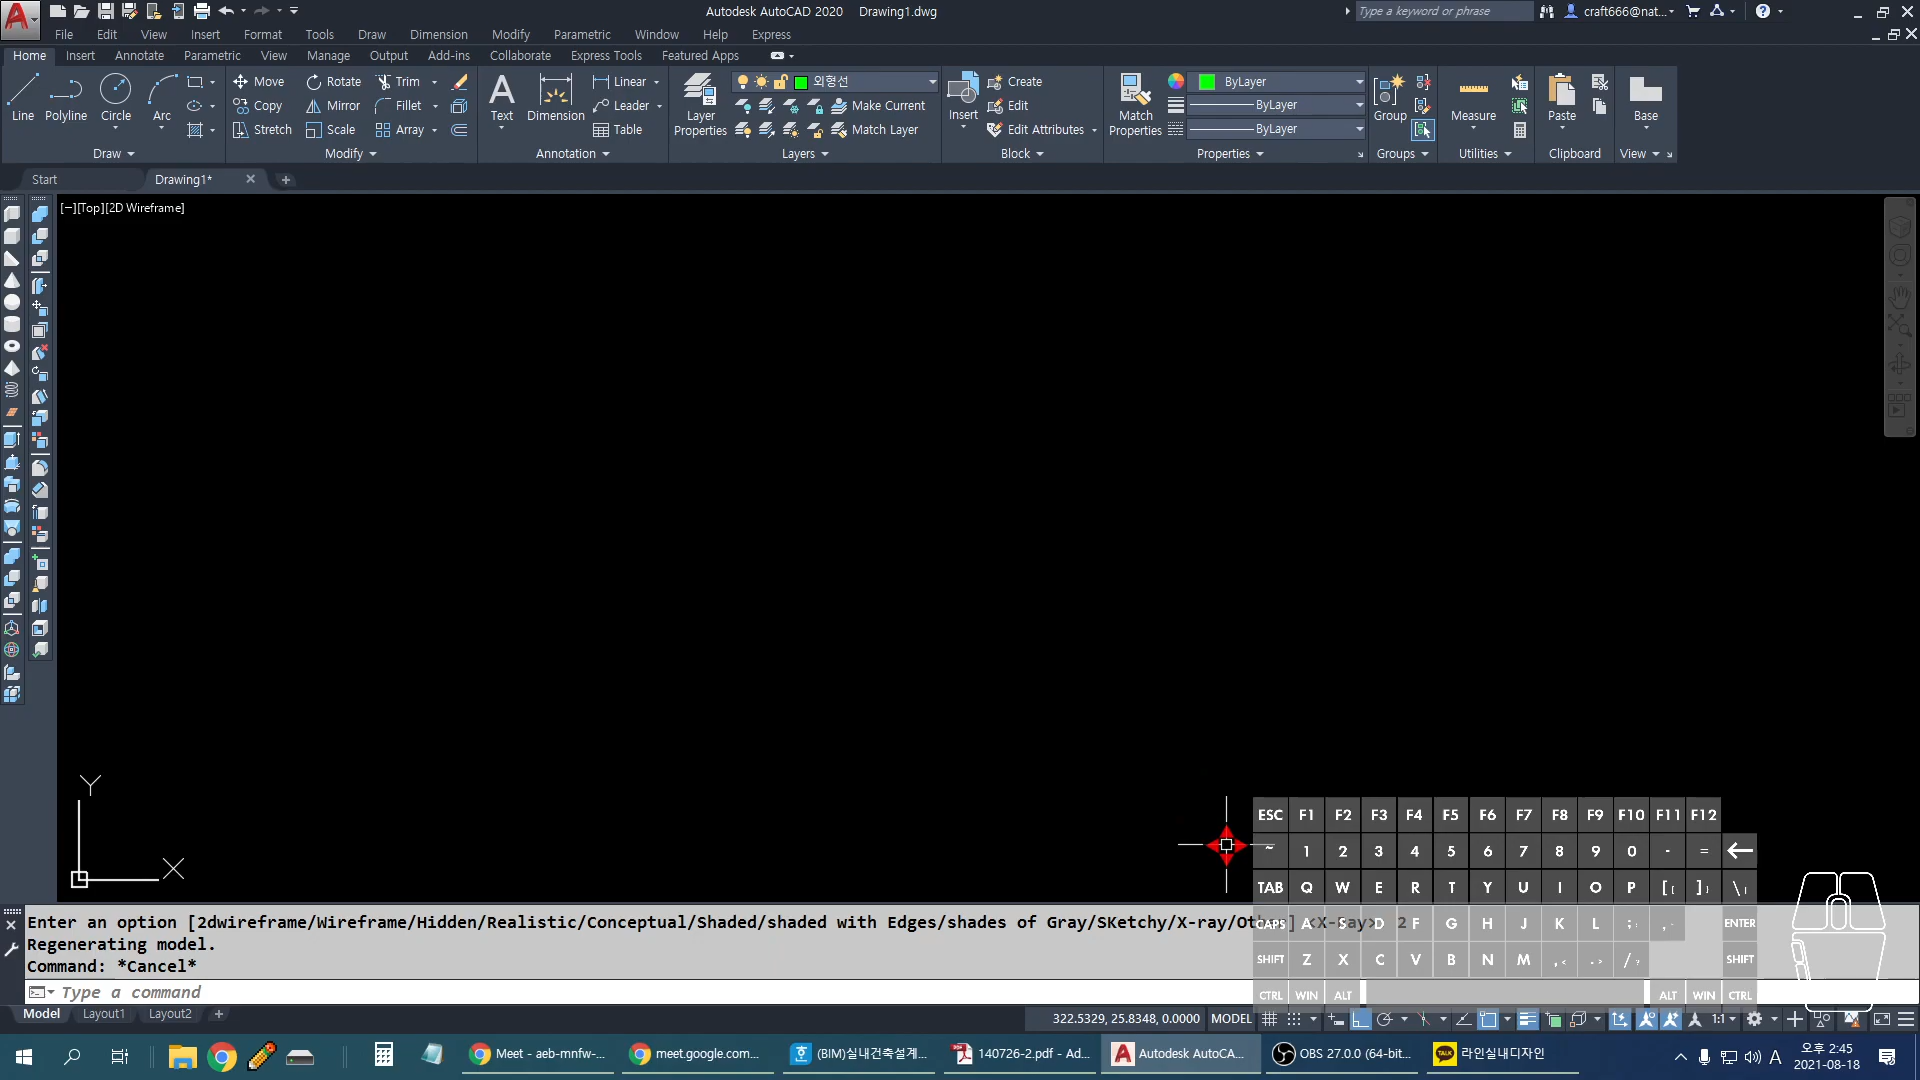 Autodesk AutoCAD 2020 Drawing1.dwg
Type a keyword or phrase
craft666@nat...
File Edit View Insert Format Tools Draw Dimension Modify Parametric Window Help Express
Home Insert Annotate Parametric View Manage Output Add-ins Collaborate Express Tools Featured Apps
Line Polyline Circle Arc
Move Rotate Trim
Copy Mirror Fillet
Stretch Scale Array
Text Dimension
Linear
Leader
Table
Layer Properties
외형선
Make Current
Match Layer
Insert
Create
Edit
Edit Attributes
Match Properties
ByLayer
ByLayer
ByLayer
Group
Measure
Paste
Base
Draw Modify Annotation Layers Block Properties Groups Utilities Clipboard View
Start Drawing1*
[−][Top][2D Wireframe]
Y
X
ESC F1 F2 F3 F4 F5 F6 F7 F8 F9 F10 F11 F12
~ 1 2 3 4 5 6 7 8 9 0 - =
TAB Q W E R T Y U I O P [{ ]} \|
CAPS A S D F G H J K L ;: ENTER
SHIFT Z X C V B N M ,< .> /? SHIFT
CTRL WIN ALT ALT WIN CTRL
Enter an option [2dwireframe/Wireframe/Hidden/Realistic/Conceptual/Shaded/shaded with Edges/shades of Gray/SKetchy/X-ray/Other] <X-Ray> 2
Regenerating model.
Command: *Cancel*
Type a command
Model Layout1 Layout2
322.5329, 25.8348, 0.0000 MODEL 1:1
Meet - aeb-mnfw-...
meet.google.com...
(BIM)실내건축설계...
140726-2.pdf - Ad...
Autodesk AutoCA...
OBS 27.0.0 (64-bit...
TALK
라인실내디자인
A
오후 2:45
2021-08-18